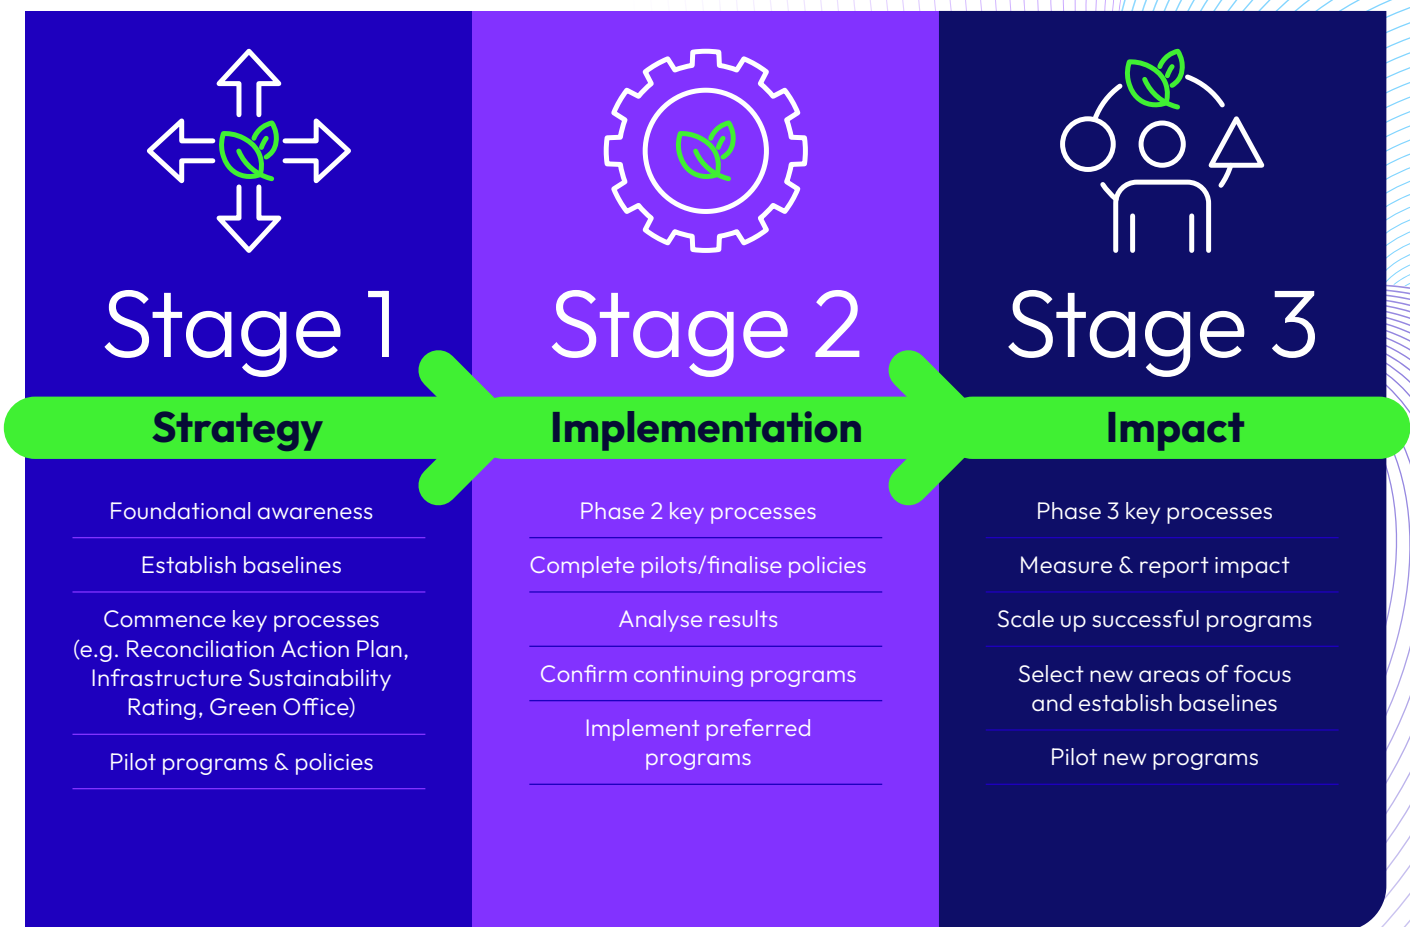 Stage 1
Strategy
Foundational awareness
Establish baselines
Commence key processes
(e.g. Reconciliation Action Plan,
Infrastructure Sustainability
Rating, Green Office)
Pilot programs & policies
Stage 2
Implementation
Phase 2 key processes
Complete pilots/finalise policies
Analyse results
Confirm continuing programs
Implement preferred
programs
Stage 3
Impact
Phase 3 key processes
Measure & report impact
Scale up successful programs
Select new areas of focus
and establish baselines
Pilot new programs